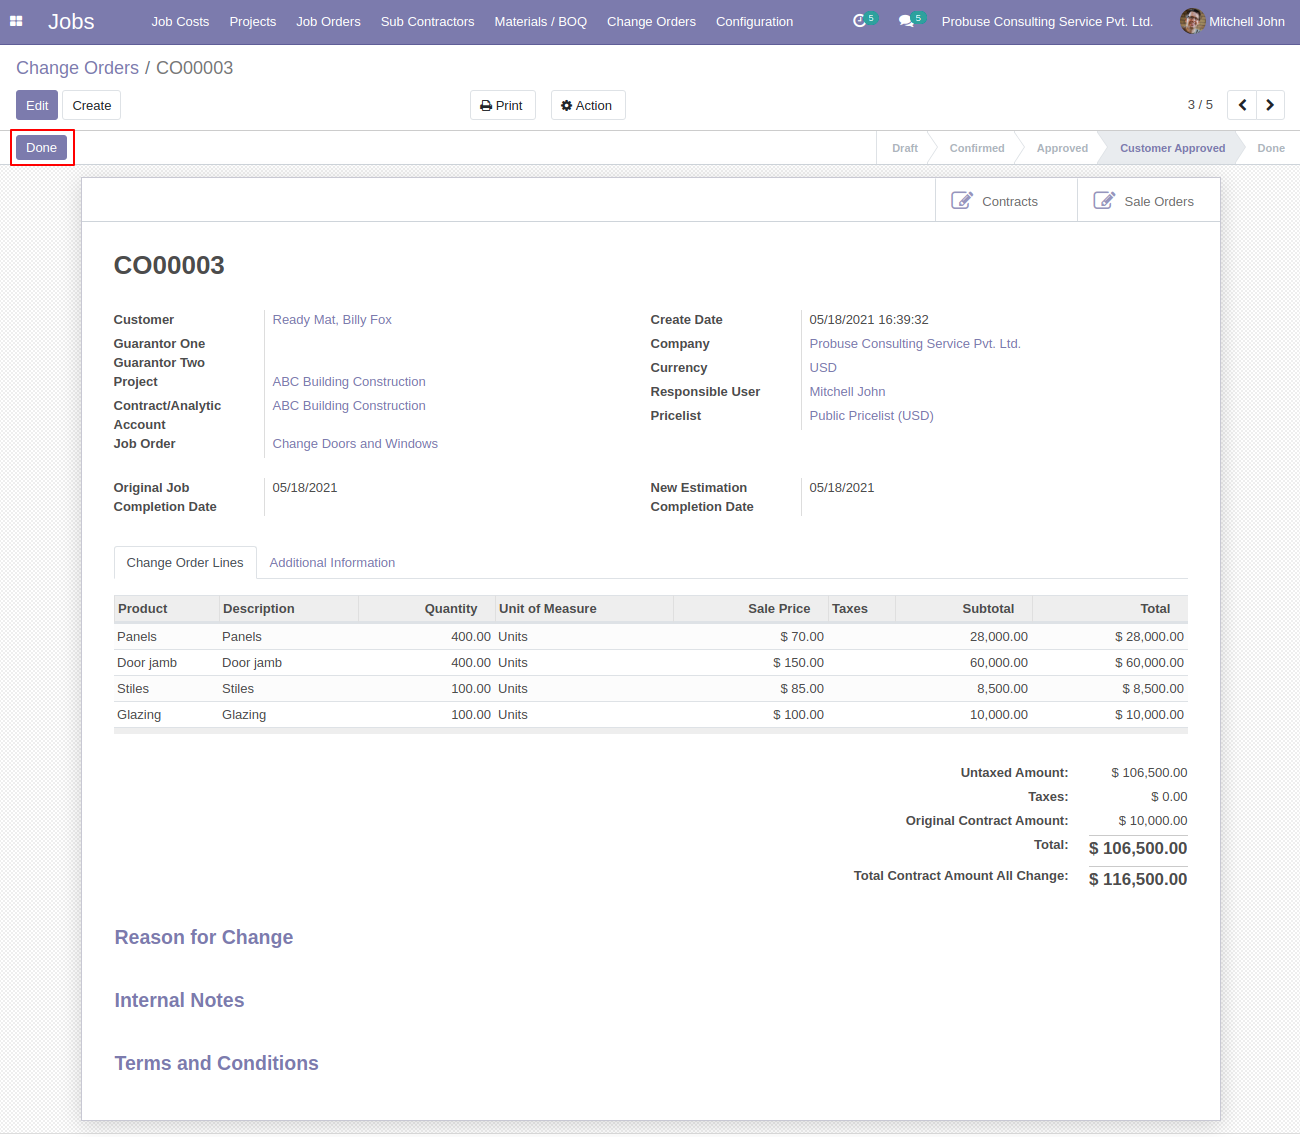 Jobs Job Costs Projects Job Orders Sub Contractors Materials / BOQ Change Orders Configuration 5 5 Probuse Consulting Service Pvt. Ltd. Mitchell John
Change Orders / CO00003
Edit Create Print Action 3 / 5
Done Draft Confirmed Approved Customer Approved Done
Contracts Sale Orders
CO00003
Customer Ready Mat, Billy Fox Create Date 05/18/2021 16:39:32
Guarantor One Company Probuse Consulting Service Pvt. Ltd.
Guarantor Two Currency USD
Project ABC Building Construction Responsible User Mitchell John
Contract/Analytic ABC Building Construction Pricelist Public Pricelist (USD)
Account
Job Order Change Doors and Windows
Original Job 05/18/2021 New Estimation 05/18/2021
Completion Date Completion Date
Change Order Lines Additional Information
Product Description Quantity Unit of Measure Sale Price Taxes Subtotal Total
Panels Panels 400.00 Units $ 70.00 28,000.00 $ 28,000.00
Door jamb Door jamb 400.00 Units $ 150.00 60,000.00 $ 60,000.00
Stiles Stiles 100.00 Units $ 85.00 8,500.00 $ 8,500.00
Glazing Glazing 100.00 Units $ 100.00 10,000.00 $ 10,000.00
Untaxed Amount: $ 106,500.00
Taxes: $ 0.00
Original Contract Amount: $ 10,000.00
Total: $ 106,500.00
Total Contract Amount All Change: $ 116,500.00
Reason for Change
Internal Notes
Terms and Conditions